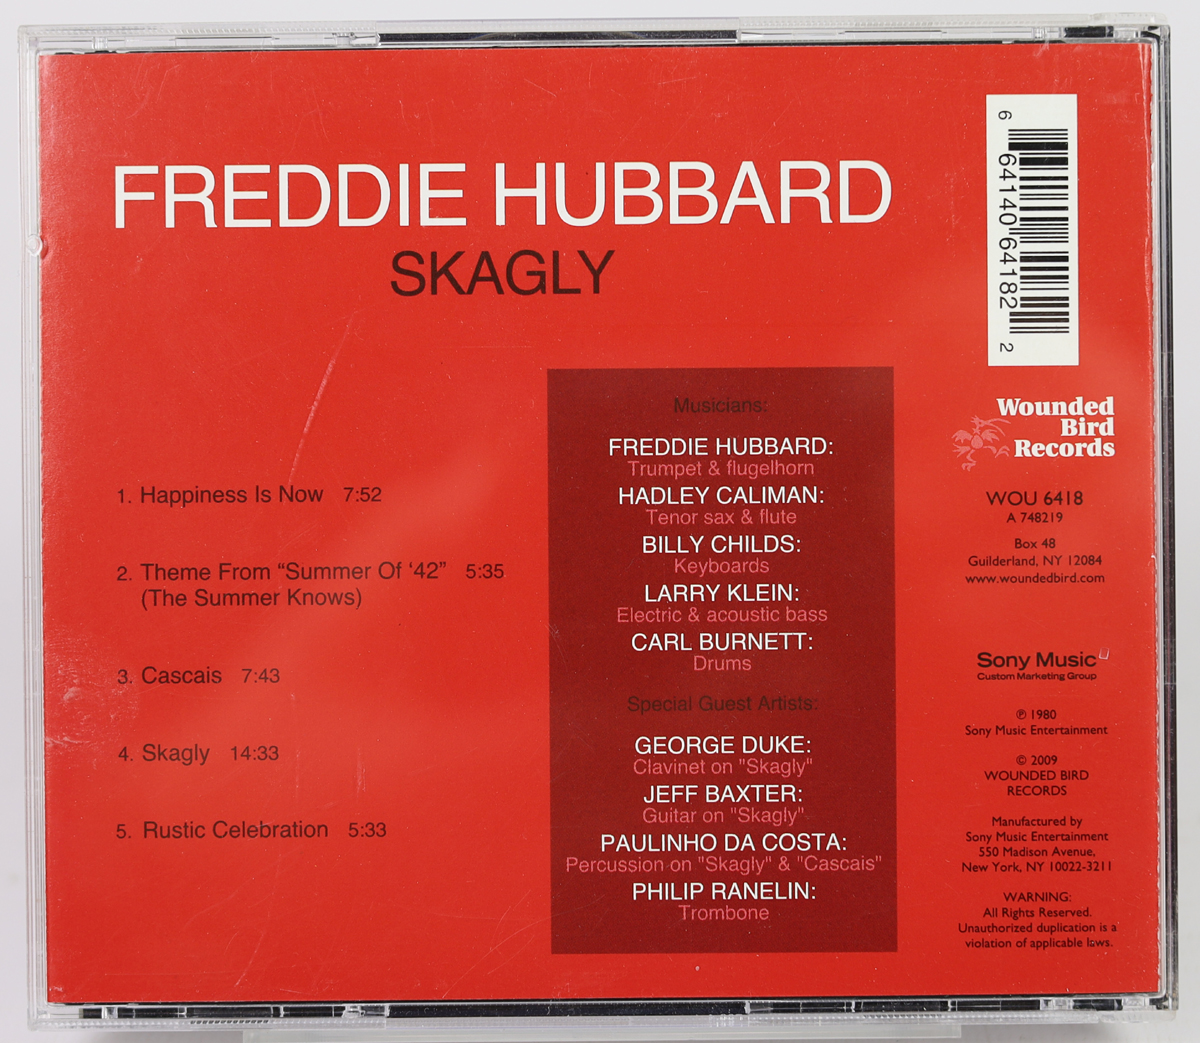 FREDDIE HUBBARD
SKAGLY
1. Happiness Is Now 7:52
2. Theme From “Summer Of ‘42” 5:35
(The Summer Knows)
3. Cascais 7:43
4. Skagly 14:33
5. Rustic Celebration 5:33
Musicians:
FREDDIE HUBBARD:
Trumpet & flugelhorn
HADLEY CALIMAN:
Tenor sax & flute
BILLY CHILDS:
Keyboards
LARRY KLEIN:
Electric & acoustic bass
CARL BURNETT:
Drums
Special Guest Artists:
GEORGE DUKE:
Clavinet on "Skagly"
JEFF BAXTER:
Guitar on "Skagly"
PAULINHO DA COSTA:
Percussion on "Skagly" & "Cascais"
PHILIP RANELIN:
Trombone
6 64140 64182 2
Wounded
Bird
Records
WOU 6418
A 748219
Box 48
Guilderland, NY 12084
www.woundedbird.com
Sony Music
Custom Marketing Group
℗ 1980
Sony Music Entertainment
© 2009
WOUNDED BIRD
RECORDS
Manufactured by
Sony Music Entertainment
550 Madison Avenue,
New York, NY 10022-3211
WARNING:
All Rights Reserved.
Unauthorized duplication is a
violation of applicable laws.